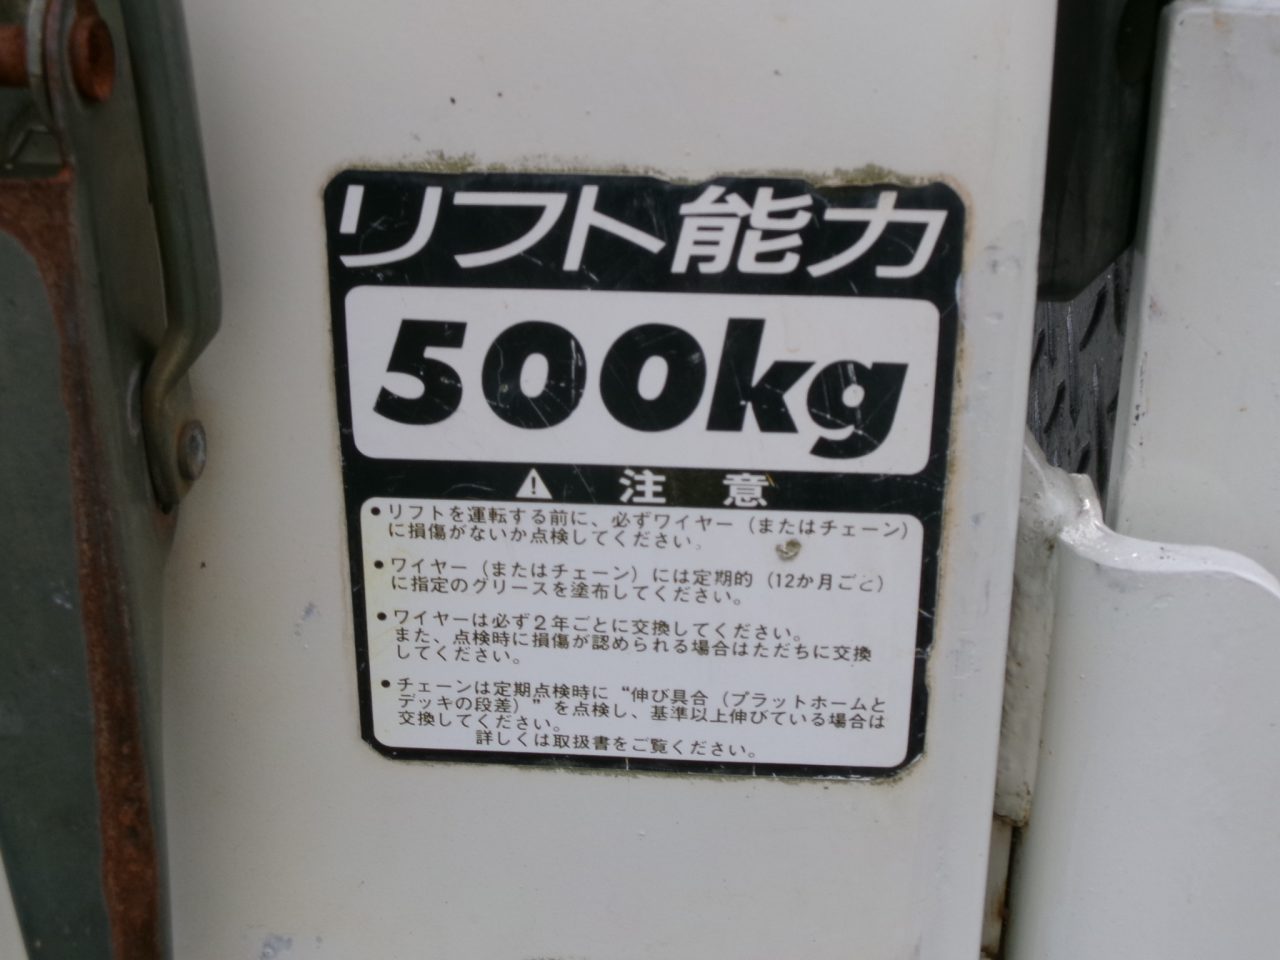 リフト能力
500kg
⚠ 注意
●リフトを運転する前に、必ずワイヤー（またはチェーン）
に損傷がないか点検してください。
●ワイヤー（またはチェーン）には定期的（12か月ごと）
に指定のグリースを塗布してください。
●ワイヤーは必ず2年ごとに交換してください。
また、点検時に損傷が認められる場合はただちに交換
してください。
●チェーンは定期点検時に“伸び具合（プラットホームと
デッキの段差）”を点検し、基準以上伸びている場合は
交換してください。
詳しくは取扱書をご覧ください。